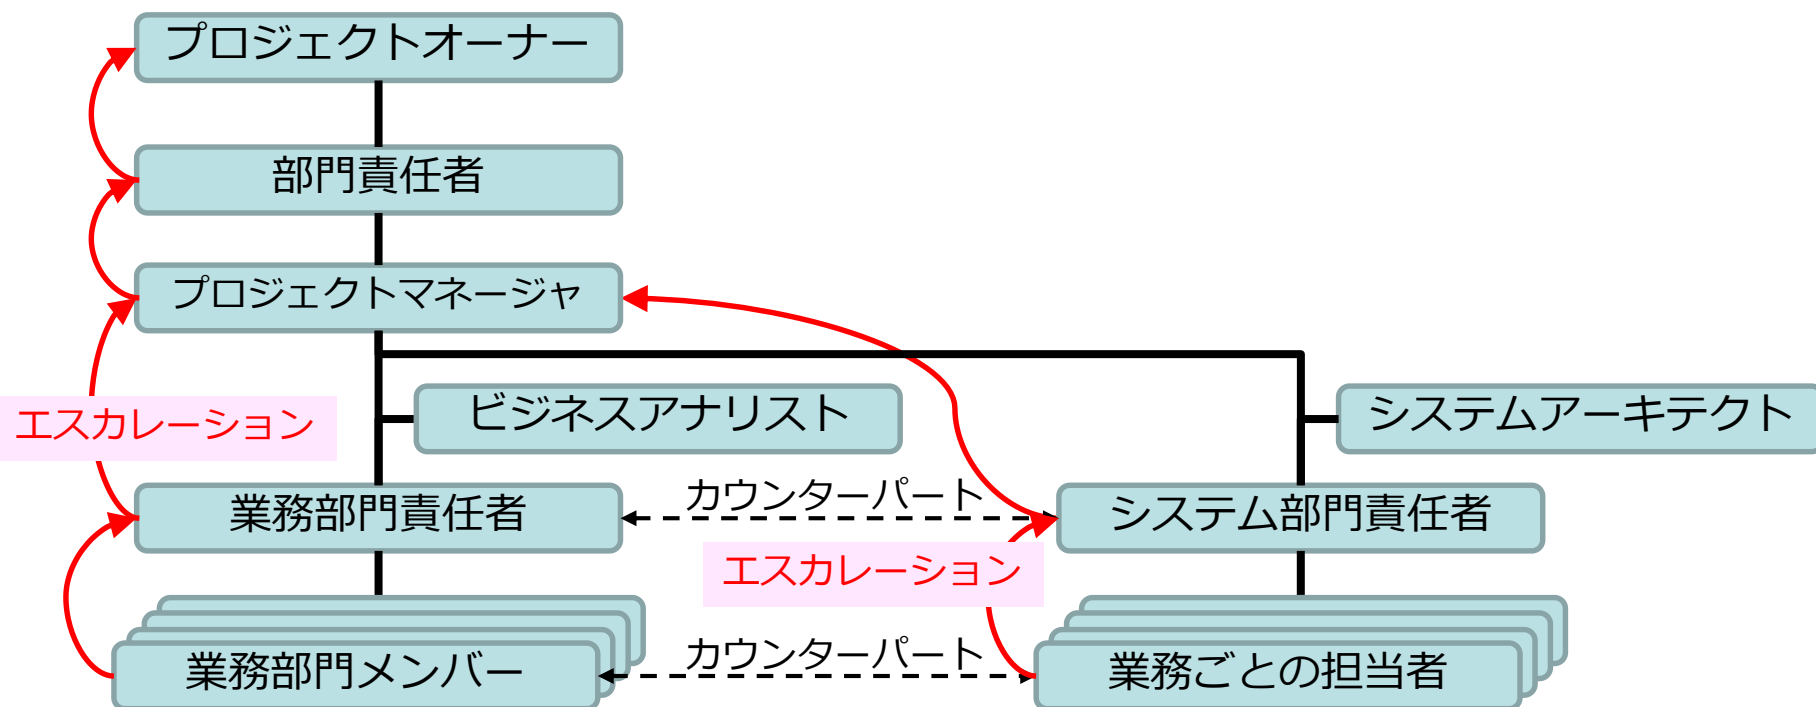 プロジェクトオーナー
部門責任者
プロジェクトマネージャ
ビジネスアナリスト
システムアーキテクト
エスカレーション
カウンターパート
業務部門責任者
システム部門責任者
エスカレーション
カウンターパート
業務部門メンバー
業務ごとの担当者